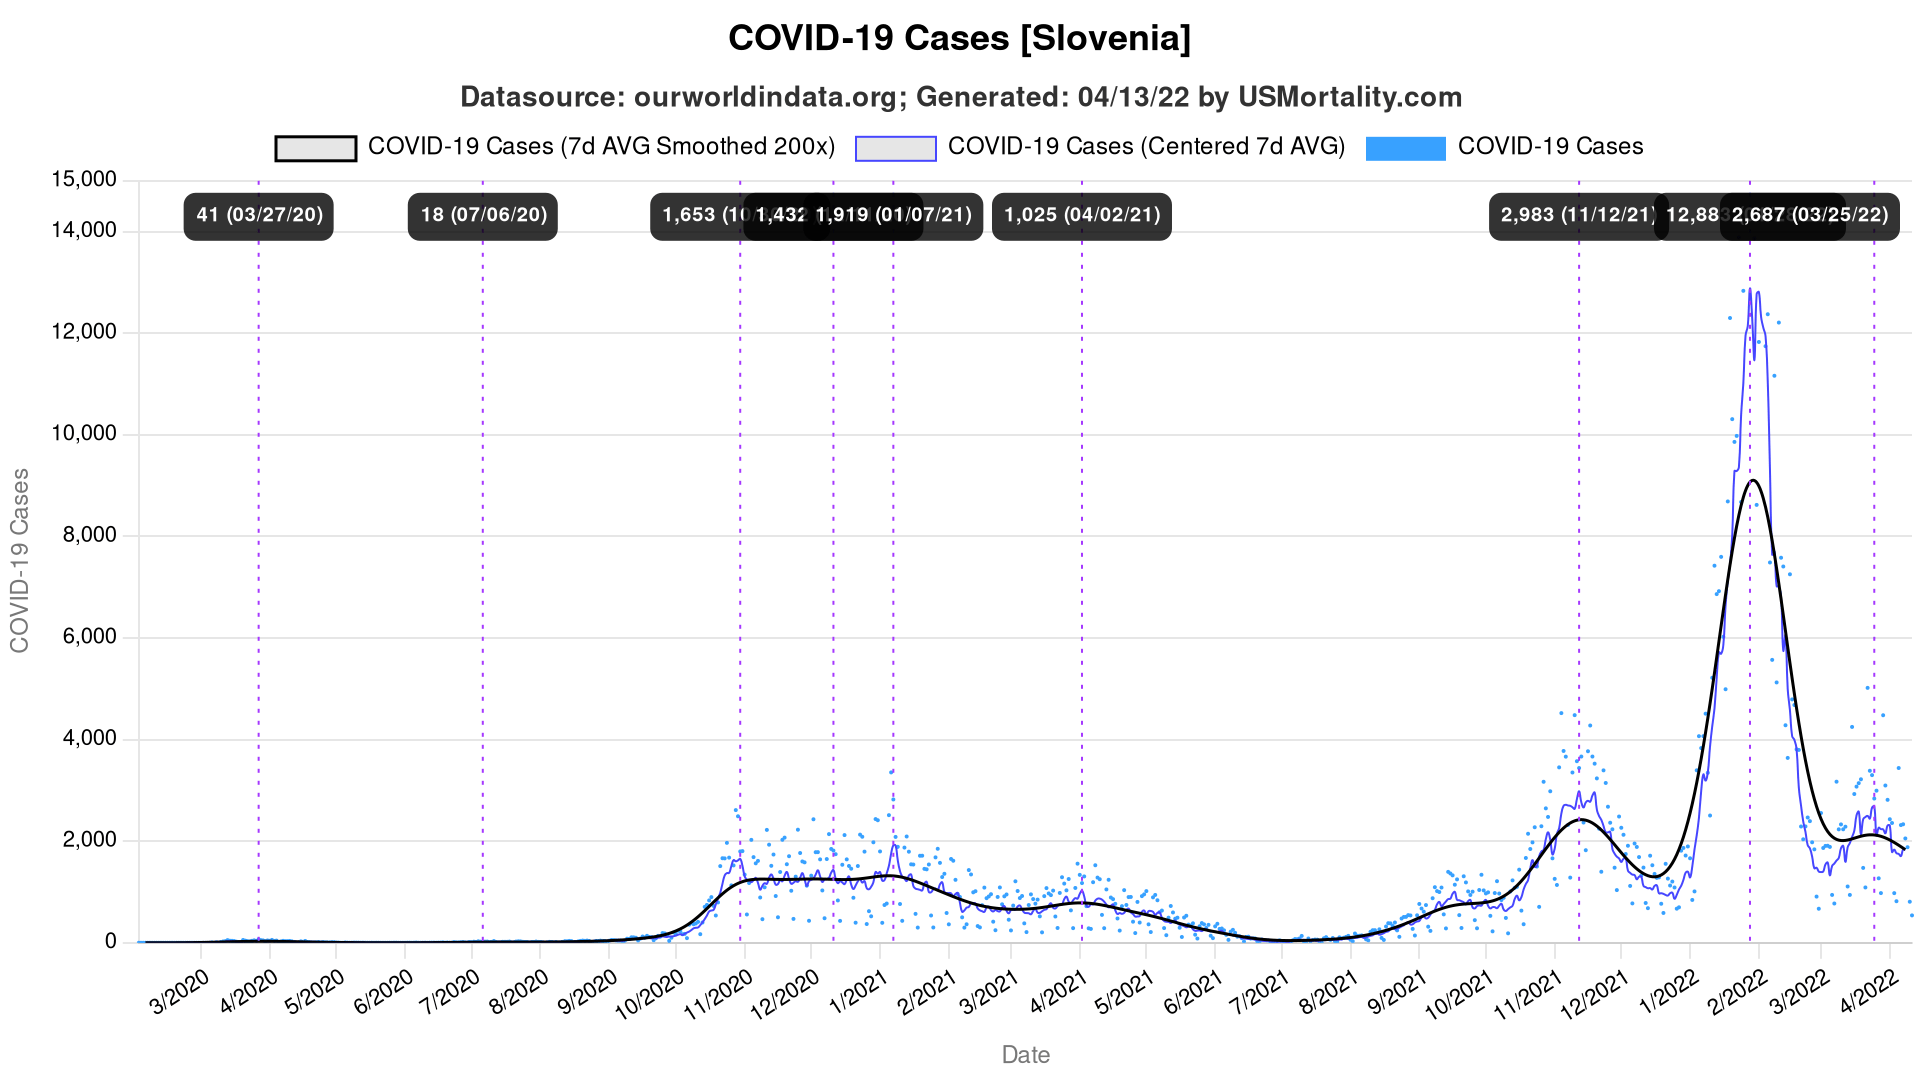 COVID-19 Cases [Slovenia]
Datasource: ourworldindata.org; Generated: 04/13/22 by USMortality.com
COVID-19 Cases (7d AVG Smoothed 200x) COVID-19 Cases (Centered 7d AVG) COVID-19 Cases
15,000
41 (03/27/20) 18 (07/06/20) 1,653 1,432 1,919 (01/07/21) 1,025 (04/02/21) 2,983 (11/12/21) 12,883 2,687 (03/25/22)
14,000
12,000
10,000
8,000
6,000
4,000
2,000
0
COVID-19 Cases
3/2020 4/2020 5/2020 6/2020 7/2020 8/2020 9/2020 10/2020 11/2020 12/2020 1/2021 2/2021 3/2021 4/2021 5/2021 6/2021 7/2021 8/2021 9/2021 10/2021 11/2021 12/2021 1/2022 2/2022 3/2022 4/2022
Date